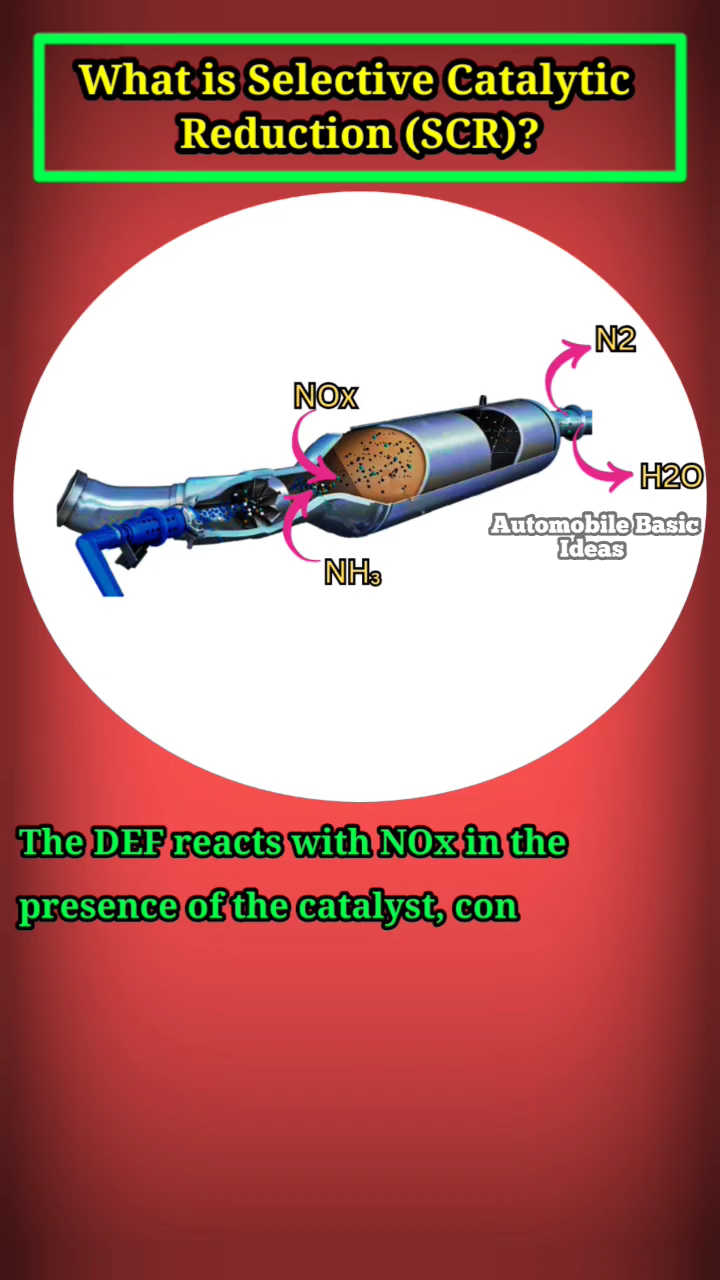 What is Selective Catalytic
Reduction (SCR)?
N2
NOx
H2O
Automobile Basic
Ideas
NH₃
The DEF reacts with NOx in the
presence of the catalyst, con